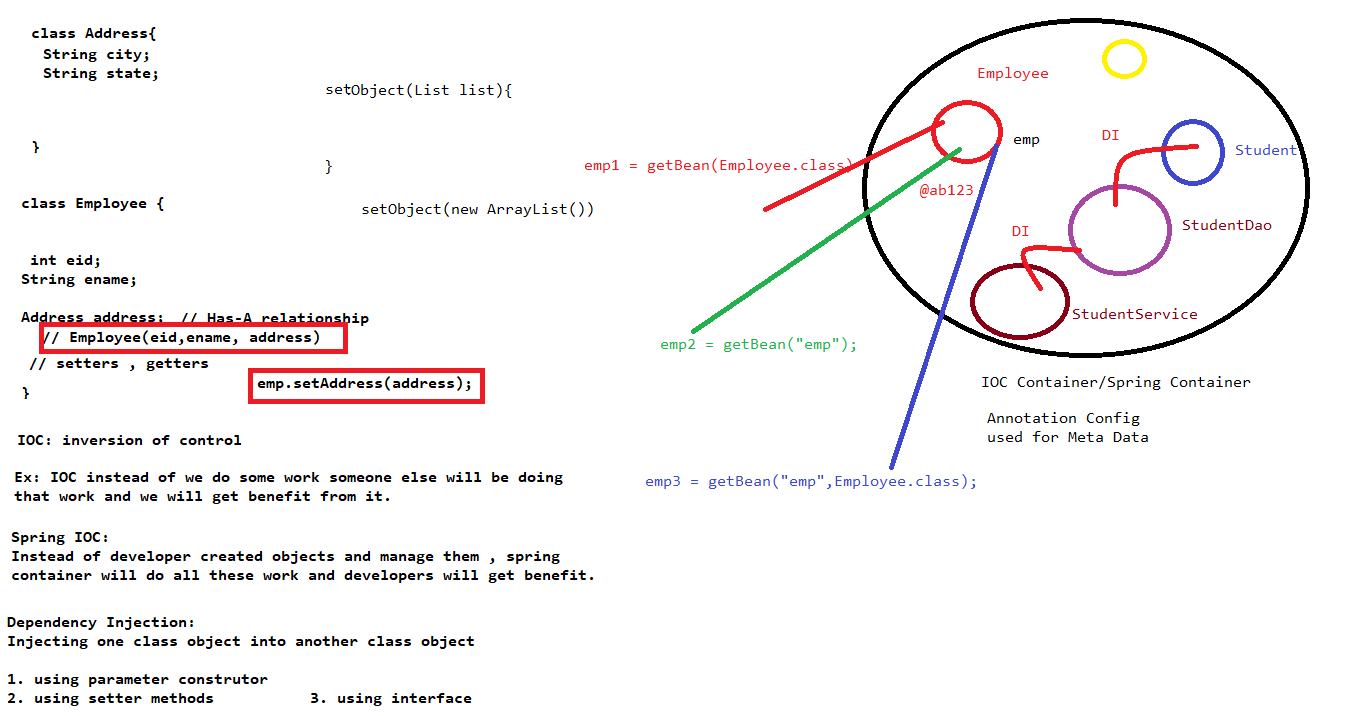 class Address{
String city;
String state;
}
class Employee {
int eid;
String ename;
Address address;  // Has-A relationship
// Employee(eid,ename, address)
// setters , getters
emp.setAddress(address);
}
setObject(List list){
}
setObject(new ArrayList())
IOC: inversion of control
Ex: IOC instead of we do some work someone else will be doing
that work and we will get benefit from it.
Spring IOC:
Instead of developer created objects and manage them , spring
container will do all these work and developers will get benefit.
Dependency Injection:
Injecting one class object into another class object
1. using parameter construtor
2. using setter methods
3. using interface
Employee
emp
emp1 = getBean(Employee.class)
@ab123
DI
Student
StudentDao
DI
StudentService
emp2 = getBean("emp");
emp3 = getBean("emp",Employee.class);
IOC Container/Spring Container
Annotation Config
used for Meta Data